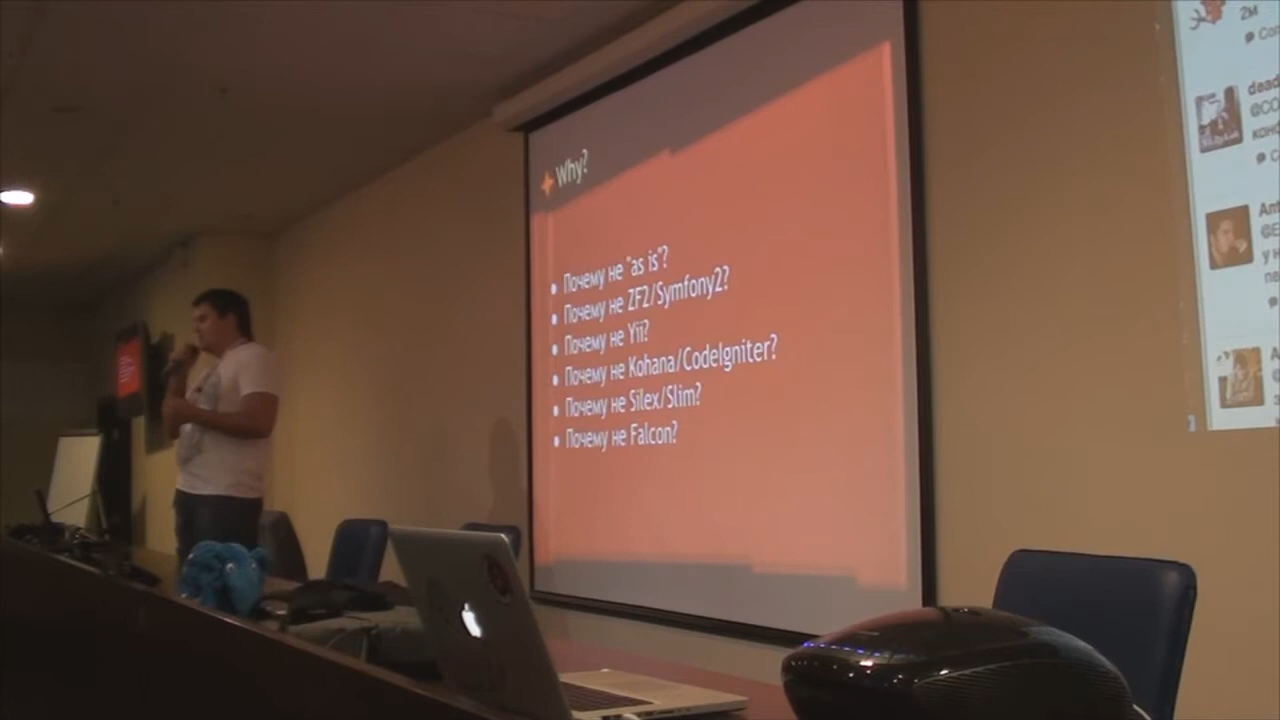 Why?
Почему не "as is"?
Почему не ZF2/Symfony2?
Почему не Yii?
Почему не Kohana/CodeIgniter?
Почему не Silex/Slim?
Почему не Falcon?
2м